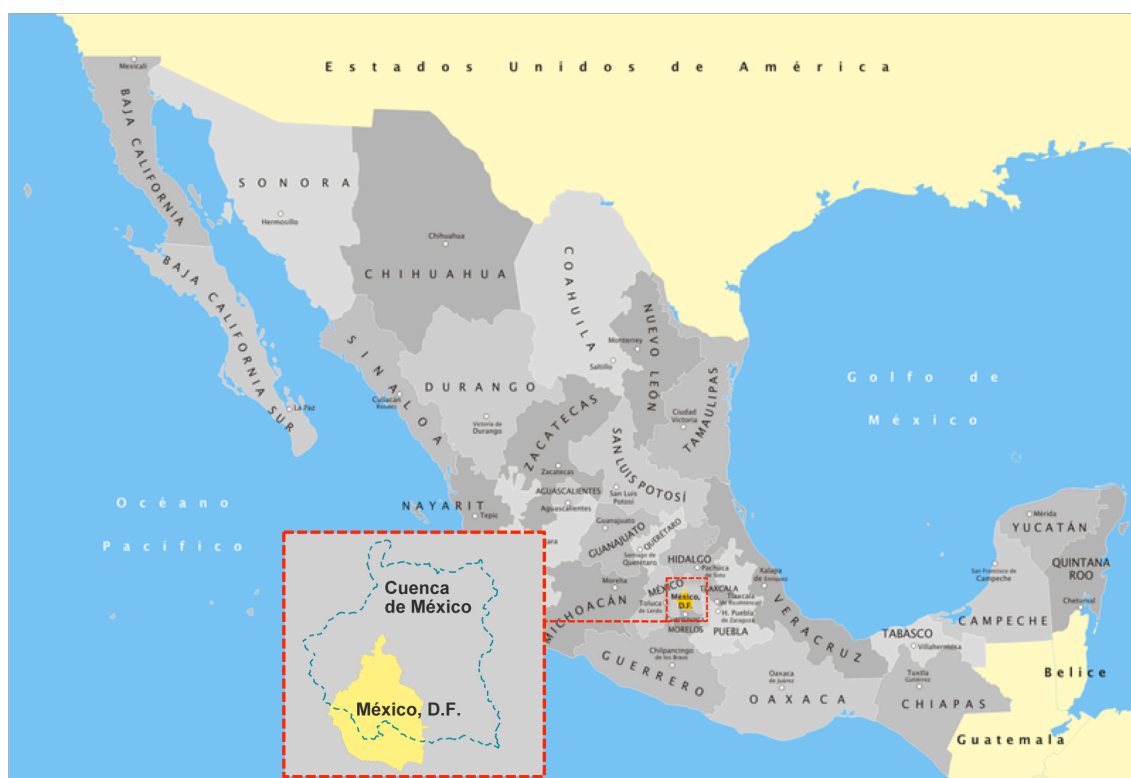 Estados Unidos de América
Mexicali
BAJA CALIFORNIA
SONORA
Hermosillo
Chihuahua
CHIHUAHUA
COAHUILA
BAJA CALIFORNIA SUR
NUEVO LEÓN
Monterrey
Saltillo
SINALOA
DURANGO
Culiacán
Rosales
La Paz
Victoria de
Durango
TAMAULIPAS
Ciudad
Victoria
Golfo de
México
ZACATECAS
Zacatecas
SAN LUIS POTOSÍ
San Luis
Potosí
AGUASCALIENTES
Aguascalientes
NAYARIT
Tepic
Océano
Pacífico
Guanajuato
GUANAJUATO
QUERÉTARO
Santiago de
Querétaro
HIDALGO
Pachuca
de Soto
Mérida
YUCATÁN
QUINTANA
ROO
San Francisco de
Campeche
Chetumal
CAMPECHE
Xalapa
de Enríquez
VERACRUZ
Morelia
MICHOACÁN
MÉXICO
Toluca
de Lerdo
México,
D.F.
TLAXCALA
Tlaxcala
de Xicohténcatl
H. Puebla
de Zaragoza
MORELOS
PUEBLA
Chilpancingo
de los Bravo
GUERRERO
Oaxaca
de Juárez
OAXACA
TABASCO
Villahermosa
Tuxtla
Gutiérrez
CHIAPAS
Belice
Guatemala
ara
Cuenca
de México
México, D.F.